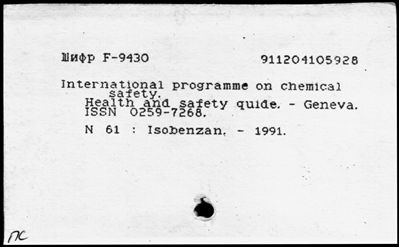 Шифр F-9430 911204105928
International programme on chemical
safety.
Health and safety quide. - Geneva.
ISSN 0259-7268.
N 61 : Isobenzan. - 1991.
ПС